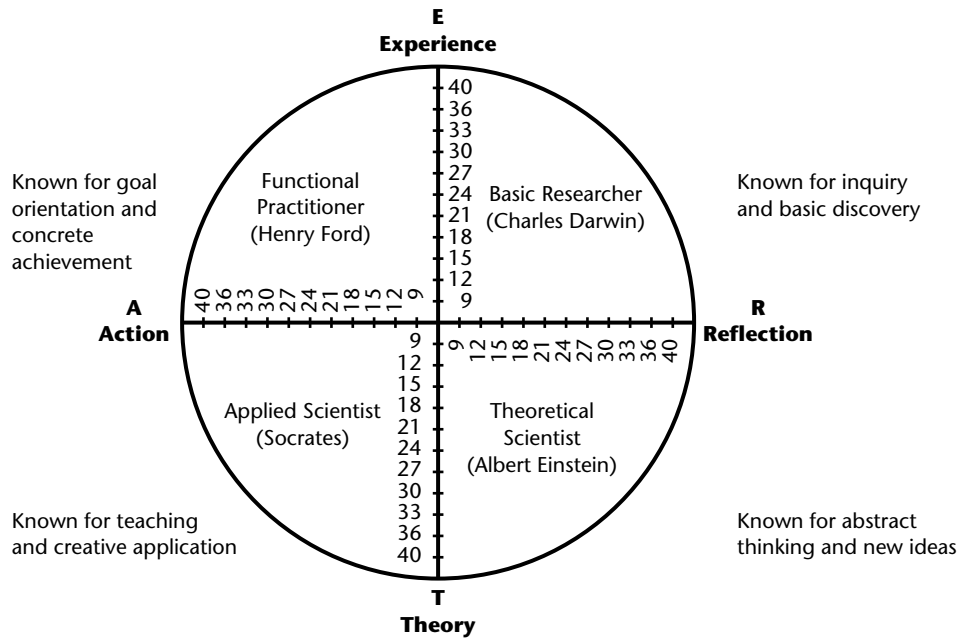 E
Experience
40
36
33
30
27
24
21
18
15
12
9
Known for goal
orientation and
concrete
achievement
Functional
Practitioner
(Henry Ford)
Basic Researcher
(Charles Darwin)
Known for inquiry
and basic discovery
A
Action
40 36 33 30 27 24 21 18 15 12 9
R
Reflection
9 12 15 18 21 24 27 30 33 36 40
9
12
15
18
21
24
27
30
33
36
40
Applied Scientist
(Socrates)
Theoretical
Scientist
(Albert Einstein)
Known for teaching
and creative application
Known for abstract
thinking and new ideas
T
Theory